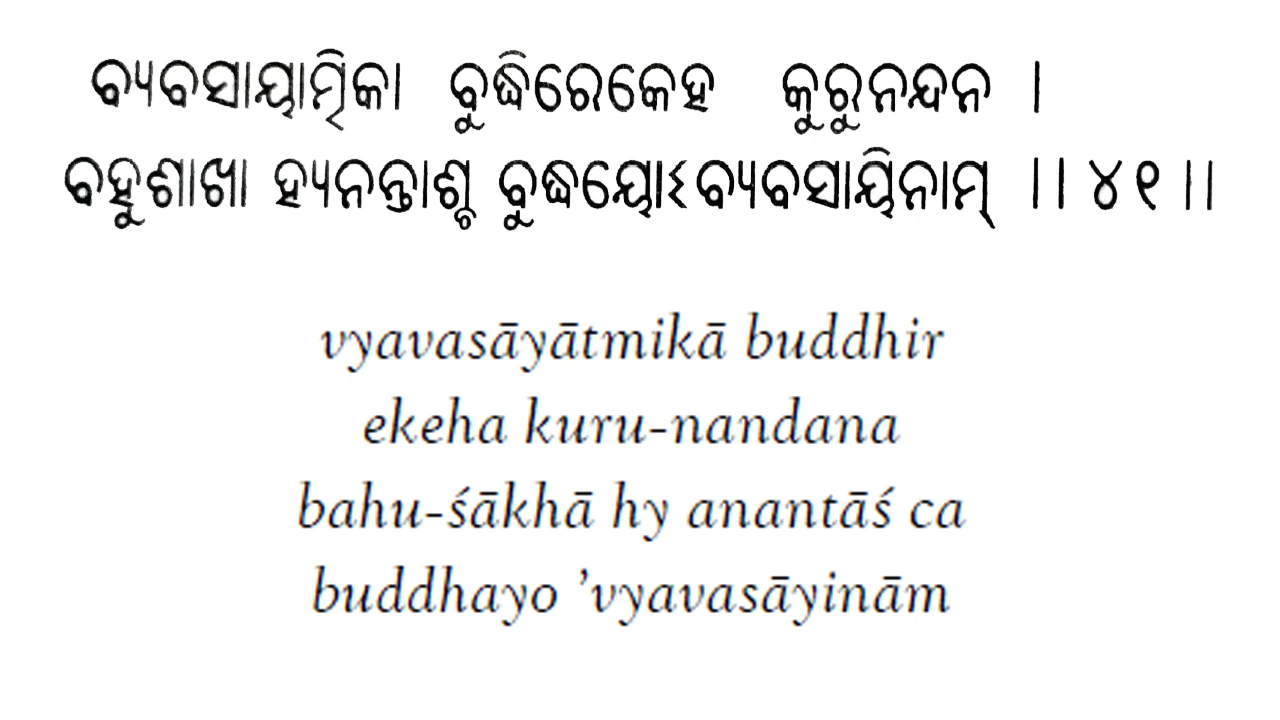 ବ୍ୟବସାୟାତ୍ମିକା ବୁଦ୍ଧିରେକେହ କୁରୁନନ୍ଦନ ।
ବହୁଶାଖା ହ୍ୟନନ୍ତାଶ୍ଚ ବୁଦ୍ଧୟୋଽବ୍ୟବସାୟିନାମ୍ ।। ୪୧ ।।
vyavasāyātmikā buddhir
ekeha kuru-nandana
bahu-śākhā hy anantāś ca
buddhayo ’vyavasāyinām